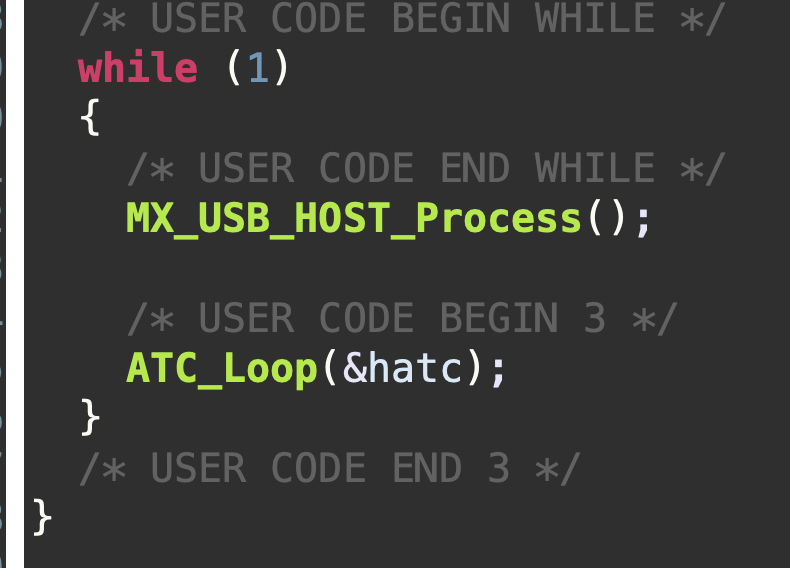 /* USER CODE BEGIN WHILE */
while (1)
{
/* USER CODE END WHILE */
MX_USB_HOST_Process();
/* USER CODE BEGIN 3 */
ATC_Loop(&hatc);
}
/* USER CODE END 3 */
}